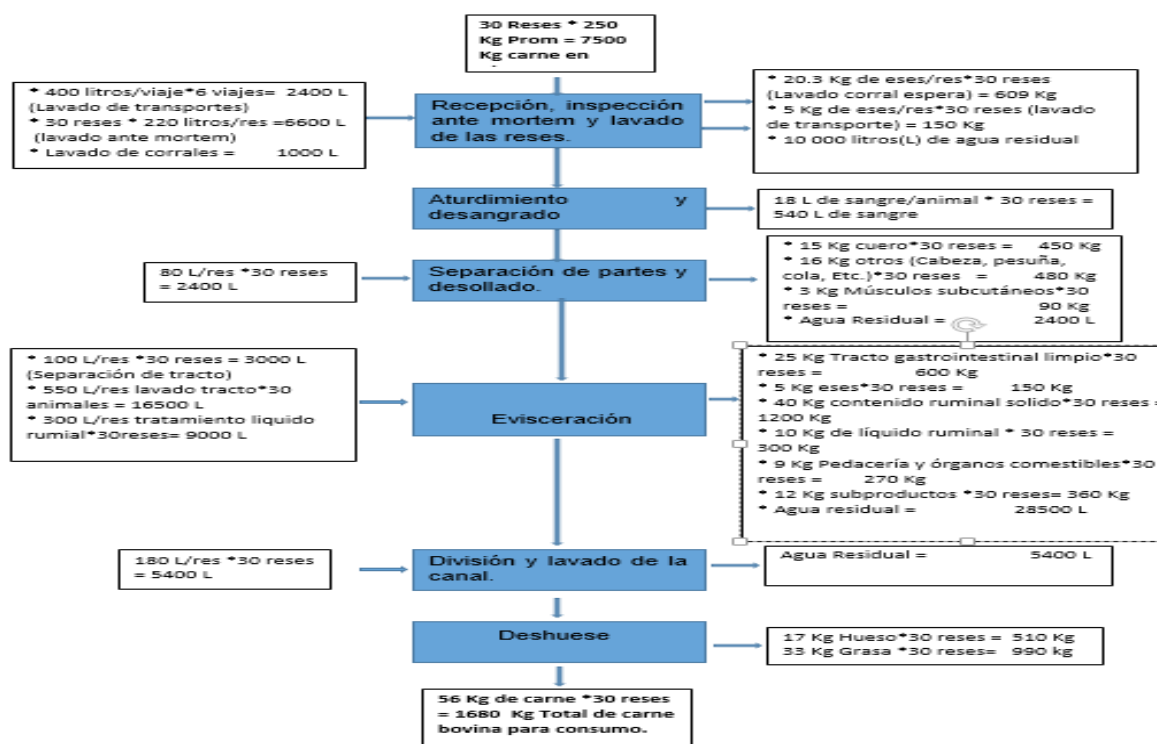 30 Reses * 250
Kg Prom = 7500
Kg carne en
* 400 litros/viaje*6 viajes= 2400 L
(Lavado de transportes)
* 30 reses * 220 litros/res =6600 L
(lavado ante mortem)
* Lavado de corrales = 1000 L
Recepción, inspección
ante mortem y lavado
de las reses.
* 20.3 Kg de eses/res*30 reses
(Lavado corral espera) = 609 Kg
* 5 Kg de eses/res*30 reses (lavado
de transporte) = 150 Kg
* 10 000 litros(L) de agua residual
Aturdimiento y
desangrado
18 L de sangre/animal * 30 reses =
540 L de sangre
80 L/res *30 reses
= 2400 L
Separación de partes y
desollado.
* 15 Kg cuero*30 reses = 450 Kg
* 16 Kg otros (Cabeza, pesuña,
cola, Etc.)*30 reses = 480 Kg
* 3 Kg Músculos subcutáneos*30
reses = 90 Kg
* Agua Residual = 2400 L
* 100 L/res *30 reses = 3000 L
(Separación de tracto)
* 550 L/res lavado tracto*30
animales = 16500 L
* 300 L/res tratamiento liquido
rumial*30reses= 9000 L
Evisceración
* 25 Kg Tracto gastrointestinal limpio*30
reses = 600 Kg
* 5 Kg eses*30 reses = 150 Kg
* 40 Kg contenido ruminal solido*30 reses =
1200 Kg
* 10 Kg de líquido ruminal * 30 reses =
300 Kg
* 9 Kg Pedacería y órganos comestibles*30
reses = 270 Kg
* 12 Kg subproductos *30 reses= 360 Kg
* Agua residual = 28500 L
180 L/res *30 reses
= 5400 L
División y lavado de la
canal.
Agua Residual = 5400 L
Deshuese
17 Kg Hueso*30 reses = 510 Kg
33 Kg Grasa *30 reses= 990 kg
56 Kg de carne *30 reses
= 1680 Kg Total de carne
bovina para consumo.